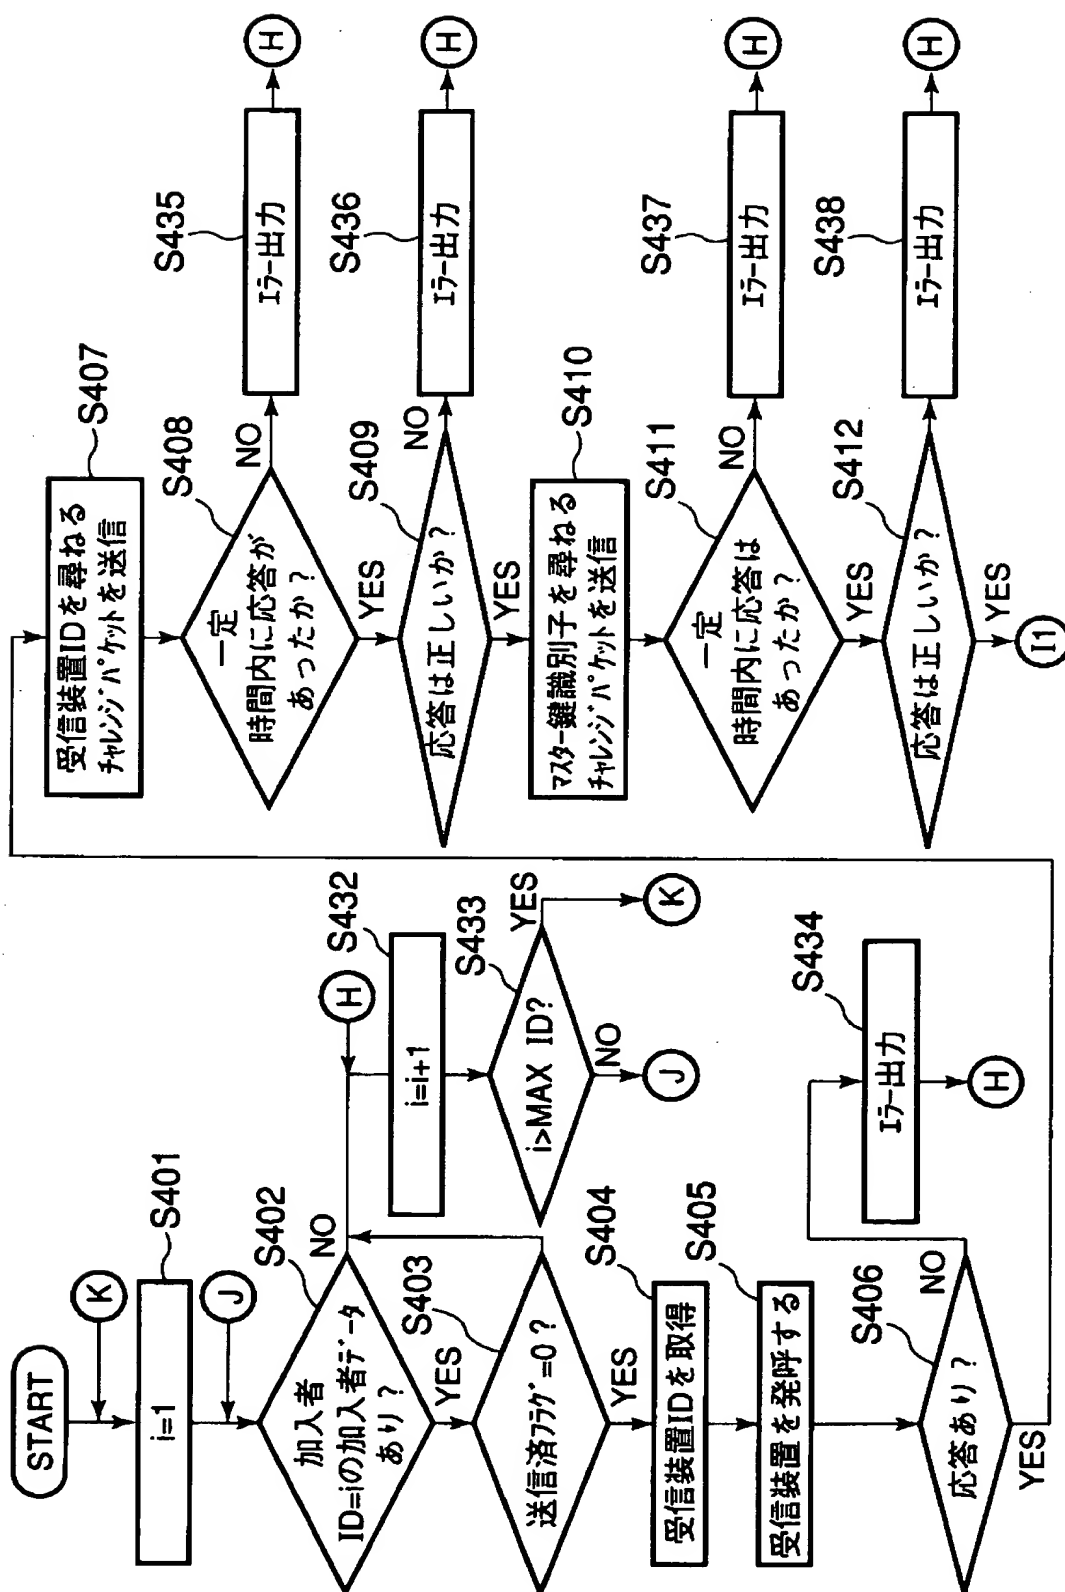 START
K
i=1
S401
J
加入者
ID=iの加入者データ
あり?
S402
NO
YES
送信済フラグ=0?
S403
YES
受信装置IDを取得
S404
受信装置を発呼する
S405
応答あり?
S406
NO
YES
エラー出力
S434
H
H
i=i+1
S432
i>MAX ID?
S433
YES
K
NO
J
受信装置IDを尋ねる
チャレンジパケットを送信
S407
一定
時間内に応答が
あったか?
S408
NO
エラー出力
S435
H
YES
応答は正しいか?
S409
NO
エラー出力
S436
H
YES
マスター鍵識別子を尋ねる
チャレンジパケットを送信
S410
一定
時間内に応答は
あったか?
S411
NO
エラー出力
S437
H
YES
応答は正しいか?
S412
エラー出力
S438
H
YES
I1